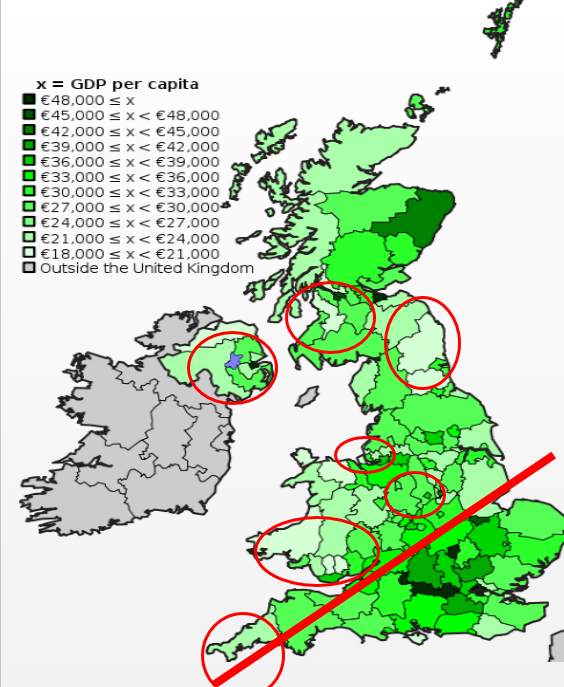 x = GDP per capita
€48,000 ≤ x
€45,000 ≤ x < €48,000
€42,000 ≤ x < €45,000
€39,000 ≤ x < €42,000
€36,000 ≤ x < €39,000
€33,000 ≤ x < €36,000
€30,000 ≤ x < €33,000
€27,000 ≤ x < €30,000
€24,000 ≤ x < €27,000
€21,000 ≤ x < €24,000
€18,000 ≤ x < €21,000
Outside the United Kingdom